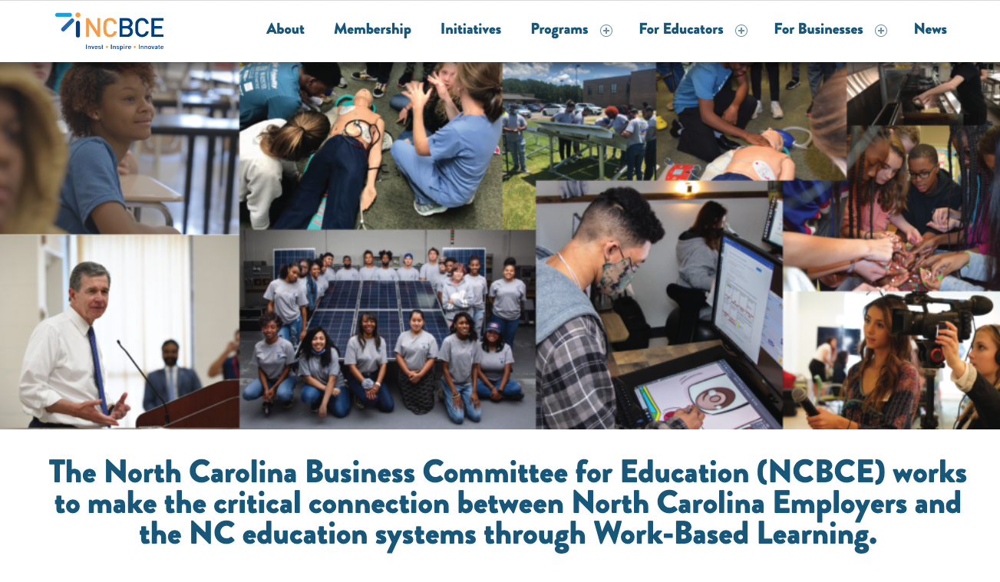 NCBCE
Invest • Inspire • Innovate
About Membership Initiatives Programs For Educators For Businesses News
The North Carolina Business Committee for Education (NCBCE) works
to make the critical connection between North Carolina Employers and
the NC education systems through Work-Based Learning.